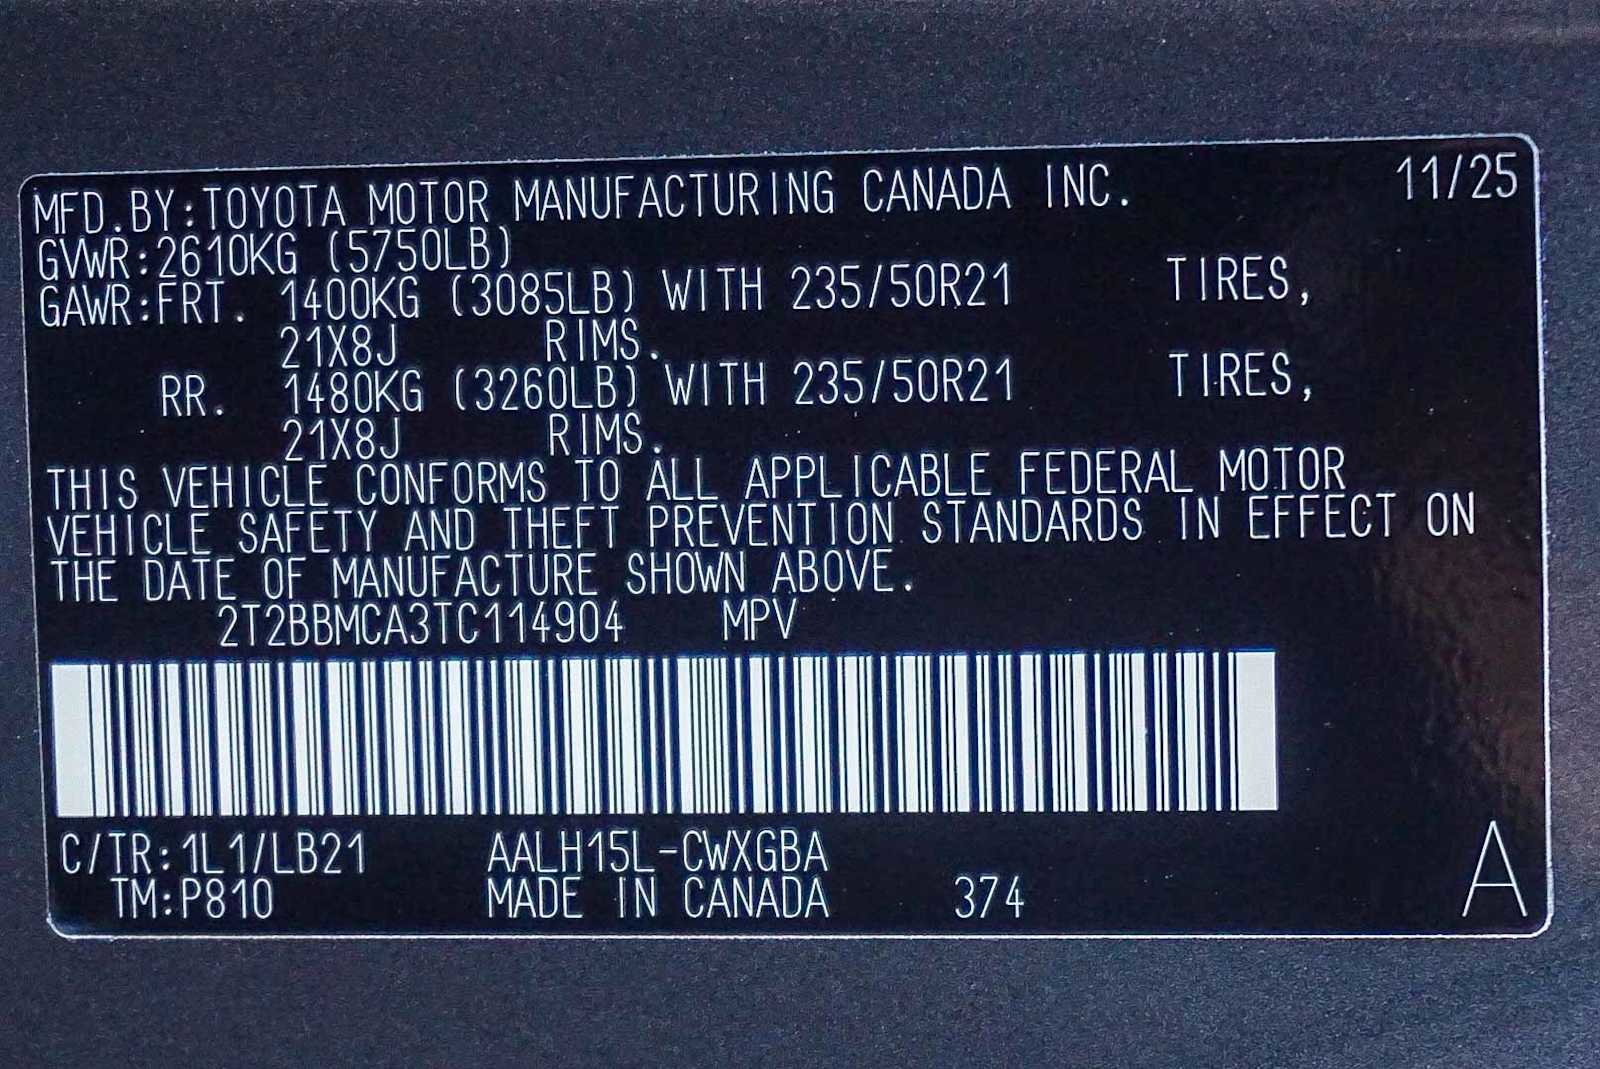 MFD.BY:TOYOTA MOTOR MANUFACTURING CANADA INC. 11/25
GVWR:2610KG (5750LB)
GAWR:FRT. 1400KG (3085LB) WITH 235/50R21 TIRES,
21X8J RIMS.
RR. 1480KG (3260LB) WITH 235/50R21 TIRES,
21X8J RIMS.
THIS VEHICLE CONFORMS TO ALL APPLICABLE FEDERAL MOTOR
VEHICLE SAFETY AND THEFT PREVENTION STANDARDS IN EFFECT ON
THE DATE OF MANUFACTURE SHOWN ABOVE.
2T2BBMCA3TC114904 MPV
C/TR:1L1/LB21 AALH15L-CWXGBA
TM:P810 MADE IN CANADA 374 A